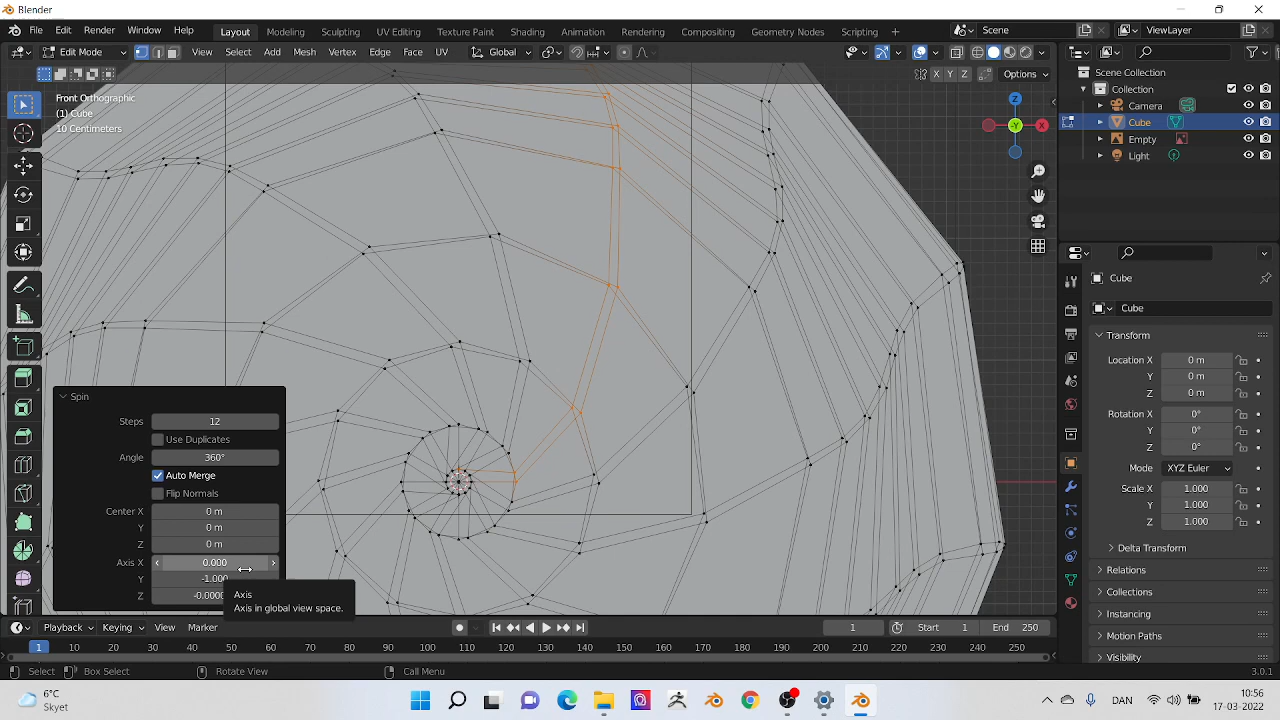 Blender
File Edit Render Window Help Layout Modeling Sculpting UV Editing Texture Paint Shading Animation Rendering Compositing Geometry Nodes Scripting + Scene ViewLayer
Edit Mode View Select Add Mesh Vertex Edge Face UV Global
X Y Z Options
Front Orthographic
(1) Cube
10 Centimeters
Z
-Y X
Scene Collection
Collection
Camera
Cube
Empty
Light
Cube
Cube
Transform
Location X 0 m
Y 0 m
Z 0 m
Rotation X 0°
Y 0°
Z 0°
Mode XYZ Euler
Scale X 1.000
Y 1.000
Z 1.000
Delta Transform
Relations
Collections
Instancing
Motion Paths
Visibility
Spin
Steps 12
Use Duplicates
Angle 360°
Auto Merge
Flip Normals
Center X 0 m
Y 0 m
Z 0 m
Axis X 0.000
Y -1.000
Z -0.0000
Axis
Axis in global view space.
Playback Keying View Marker 1 Start 1 End 250
1 10 20 30 40 50 60 70 80 90 100 110 120 130 140 150 160 170 180 190 200 210 220 230 240 250
Select Box Select Rotate View Call Menu 3.0.1
6°C
Skyet
DAN
10:56
17-03-2022